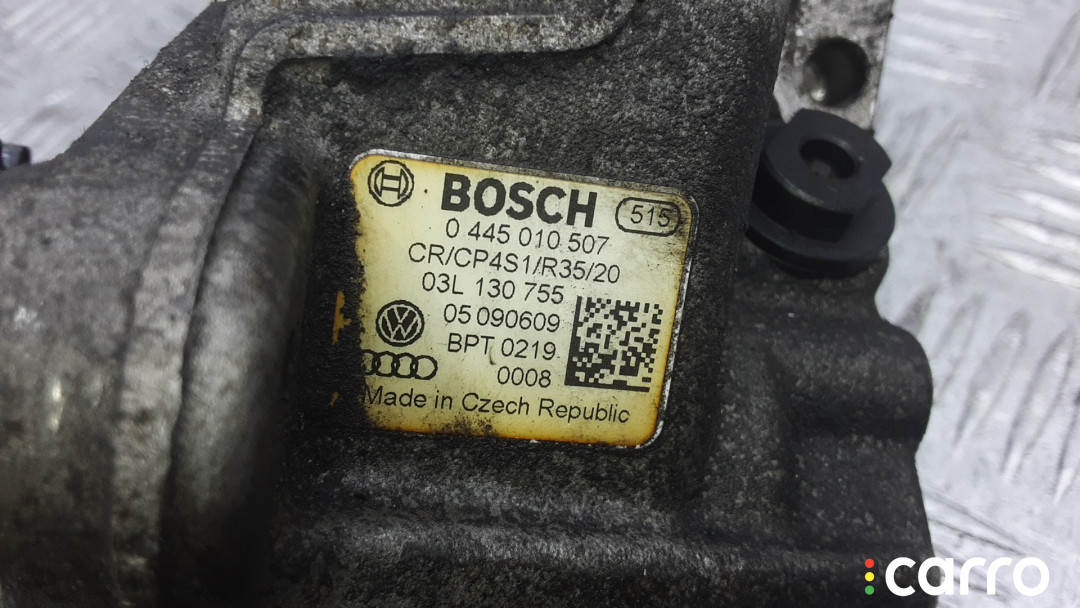 BOSCH 515
0 445 010 507
CR/CP4S1/R35/20
03L 130 755
05 090609
BPT 0219
0008
Made in Czech Republic
carro